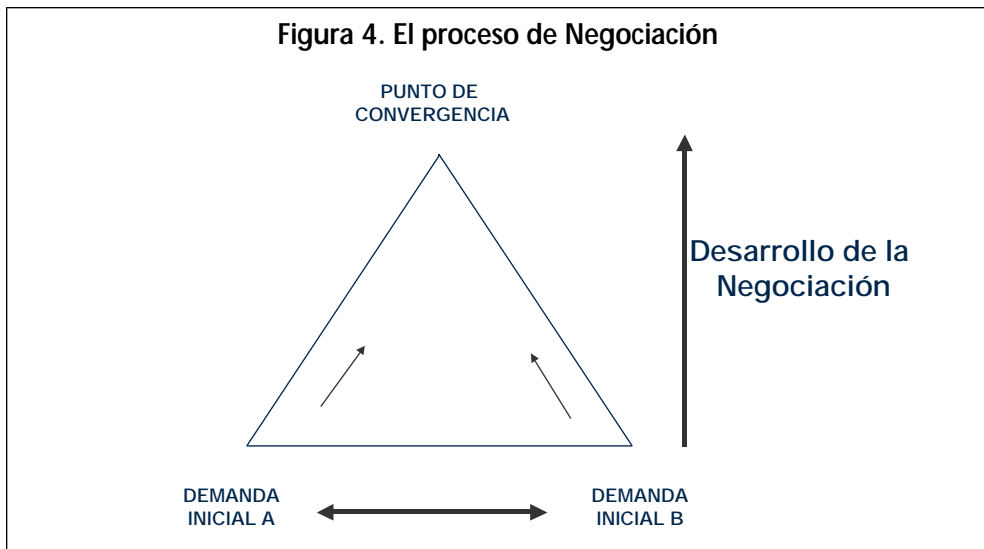 Figura 4. El proceso de Negociación
PUNTO DE
CONVERGENCIA
Desarrollo de la
Negociación
DEMANDA
INICIAL A
DEMANDA
INICIAL B